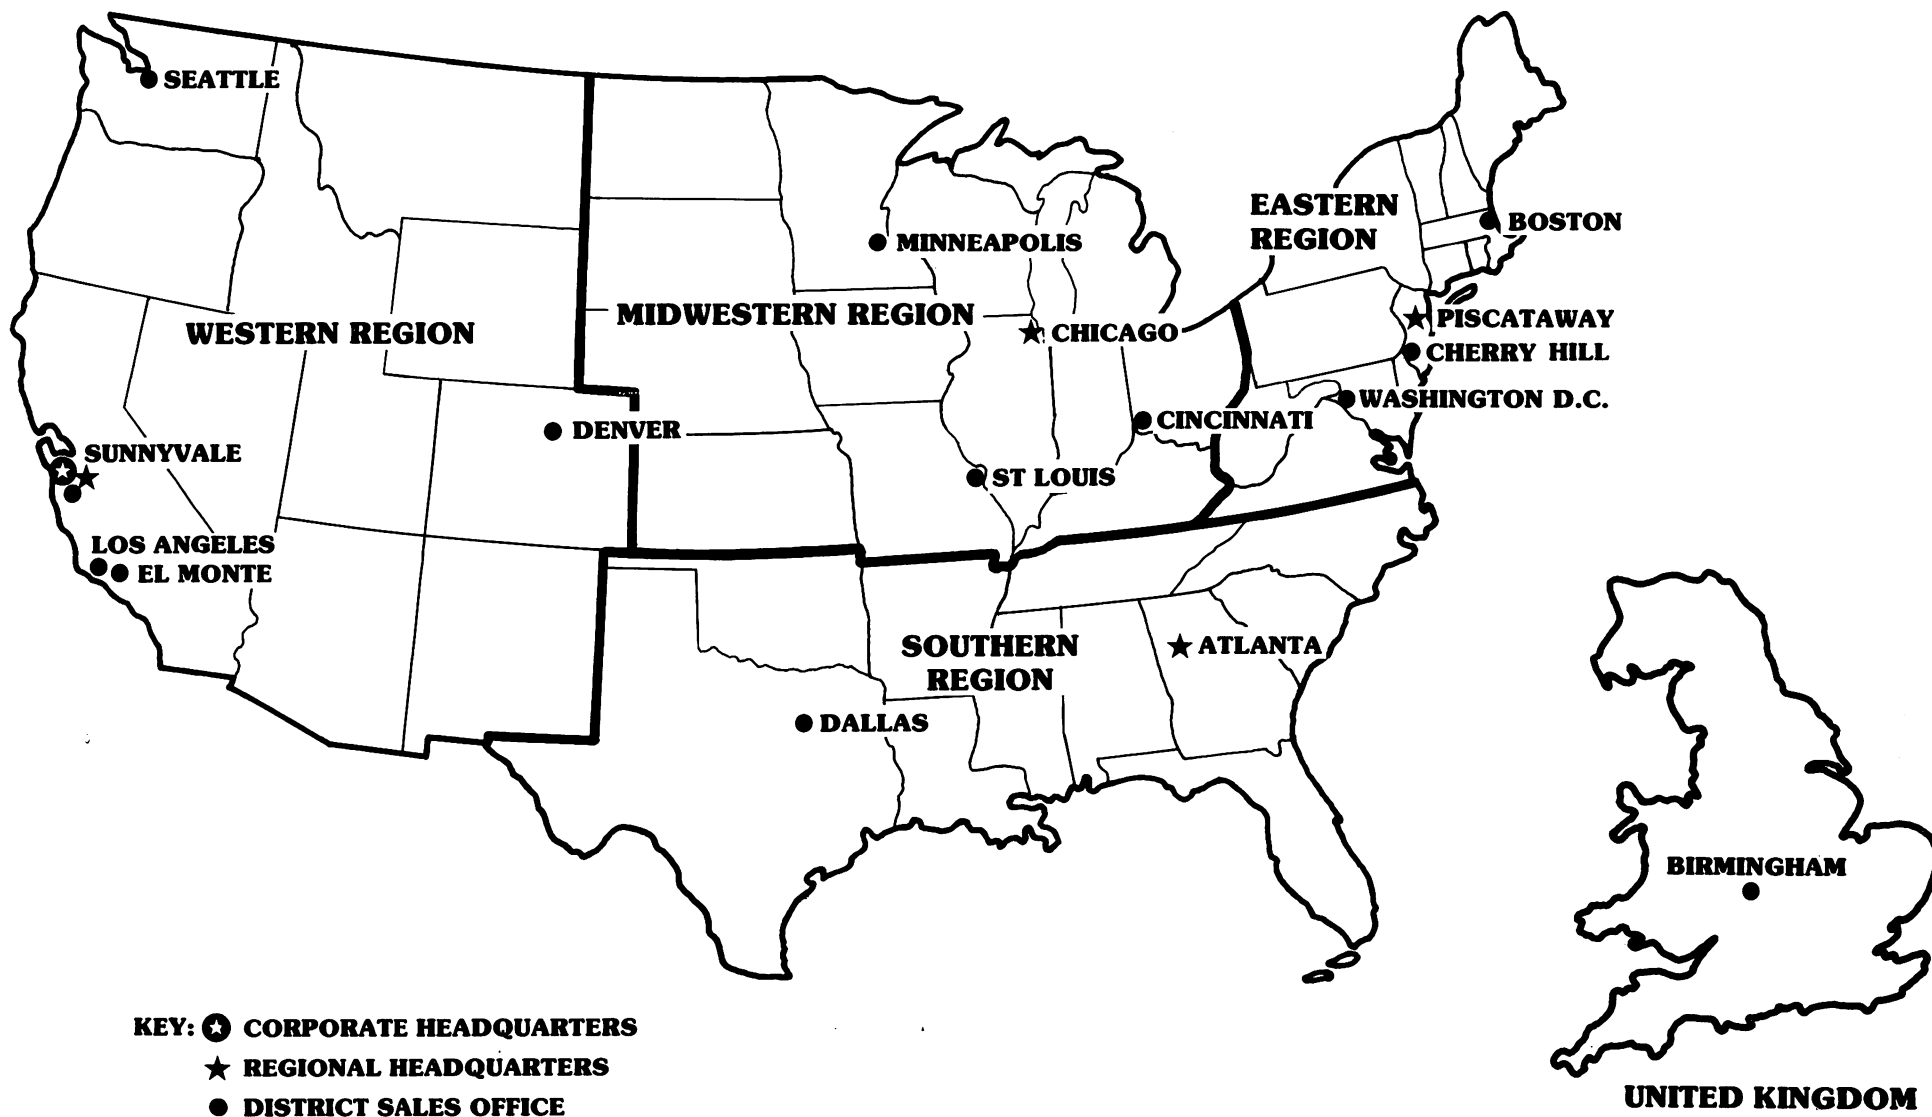 SEATTLE
EASTERN
REGION
BOSTON
MINNEAPOLIS
WESTERN REGION
MIDWESTERN REGION
CHICAGO
PISCATAWAY
CHERRY HILL
WASHINGTON D.C.
DENVER
CINCINNATI
SUNNYVALE
ST LOUIS
LOS ANGELES
EL MONTE
SOUTHERN
REGION
ATLANTA
DALLAS
BIRMINGHAM
KEY: CORPORATE HEADQUARTERS
REGIONAL HEADQUARTERS
DISTRICT SALES OFFICE
UNITED KINGDOM